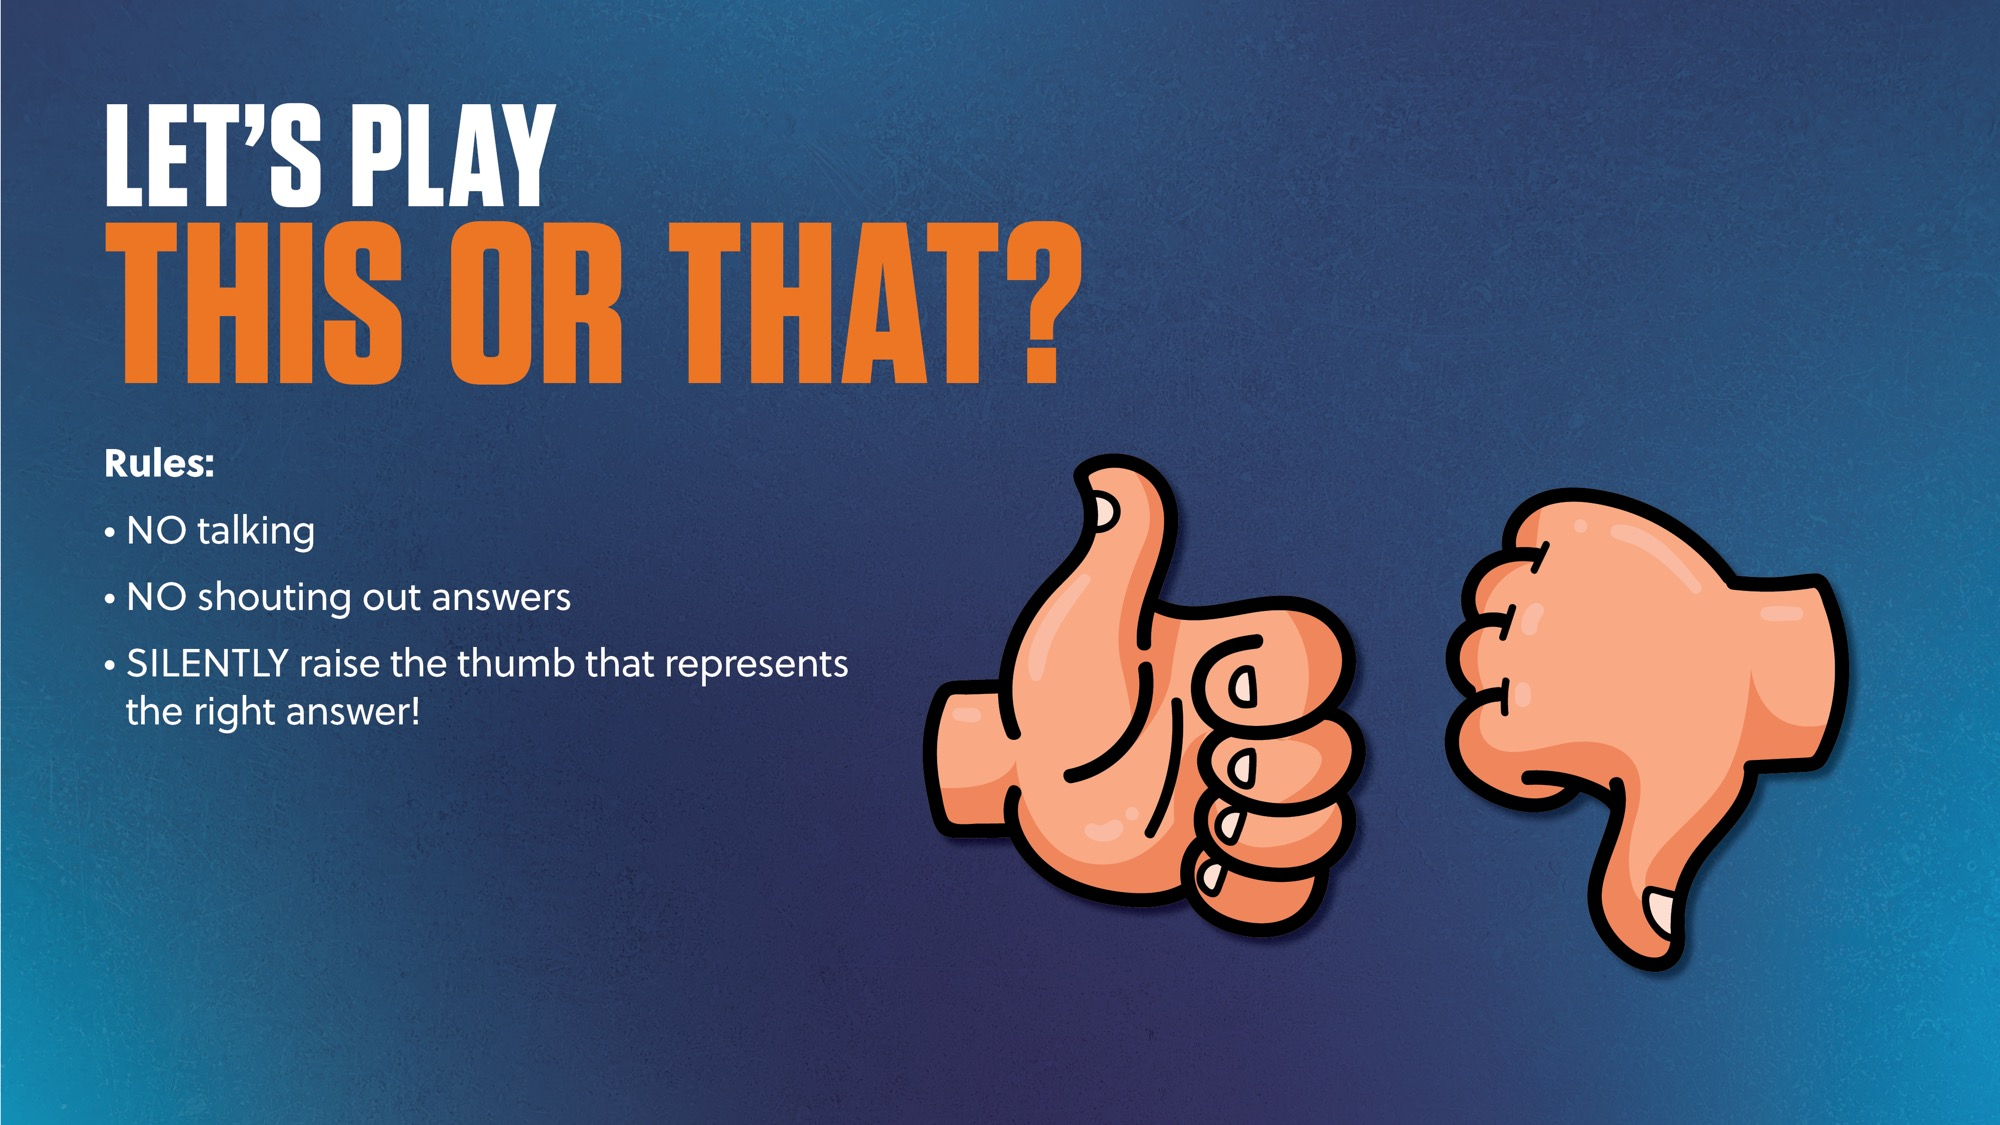 LET’S PLAY
THIS OR THAT?
Rules:
• NO talking
• NO shouting out answers
• SILENTLY raise the thumb that represents
the right answer!